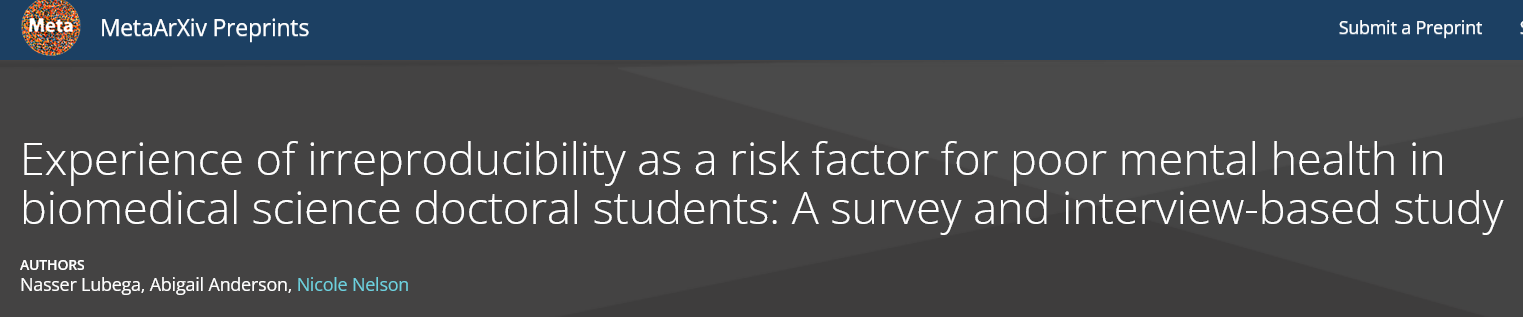 Meta
MetaArXiv Preprints
Submit a Preprint
Experience of irreproducibility as a risk factor for poor mental health in
biomedical science doctoral students: A survey and interview-based study
AUTHORS
Nasser Lubega, Abigail Anderson, Nicole Nelson